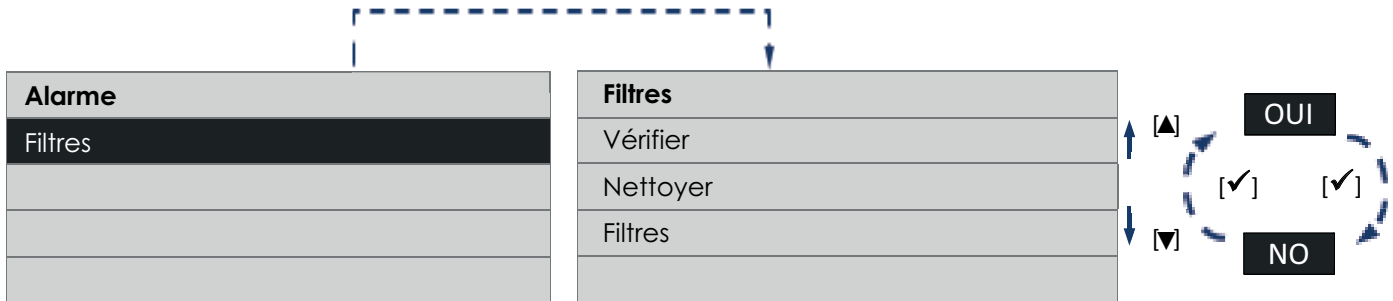 Alarme
Filtres
Filtres
Vérifier
Nettoyer
Filtres
[▲]
[▼]
OUI
[✔] [✔]
NO